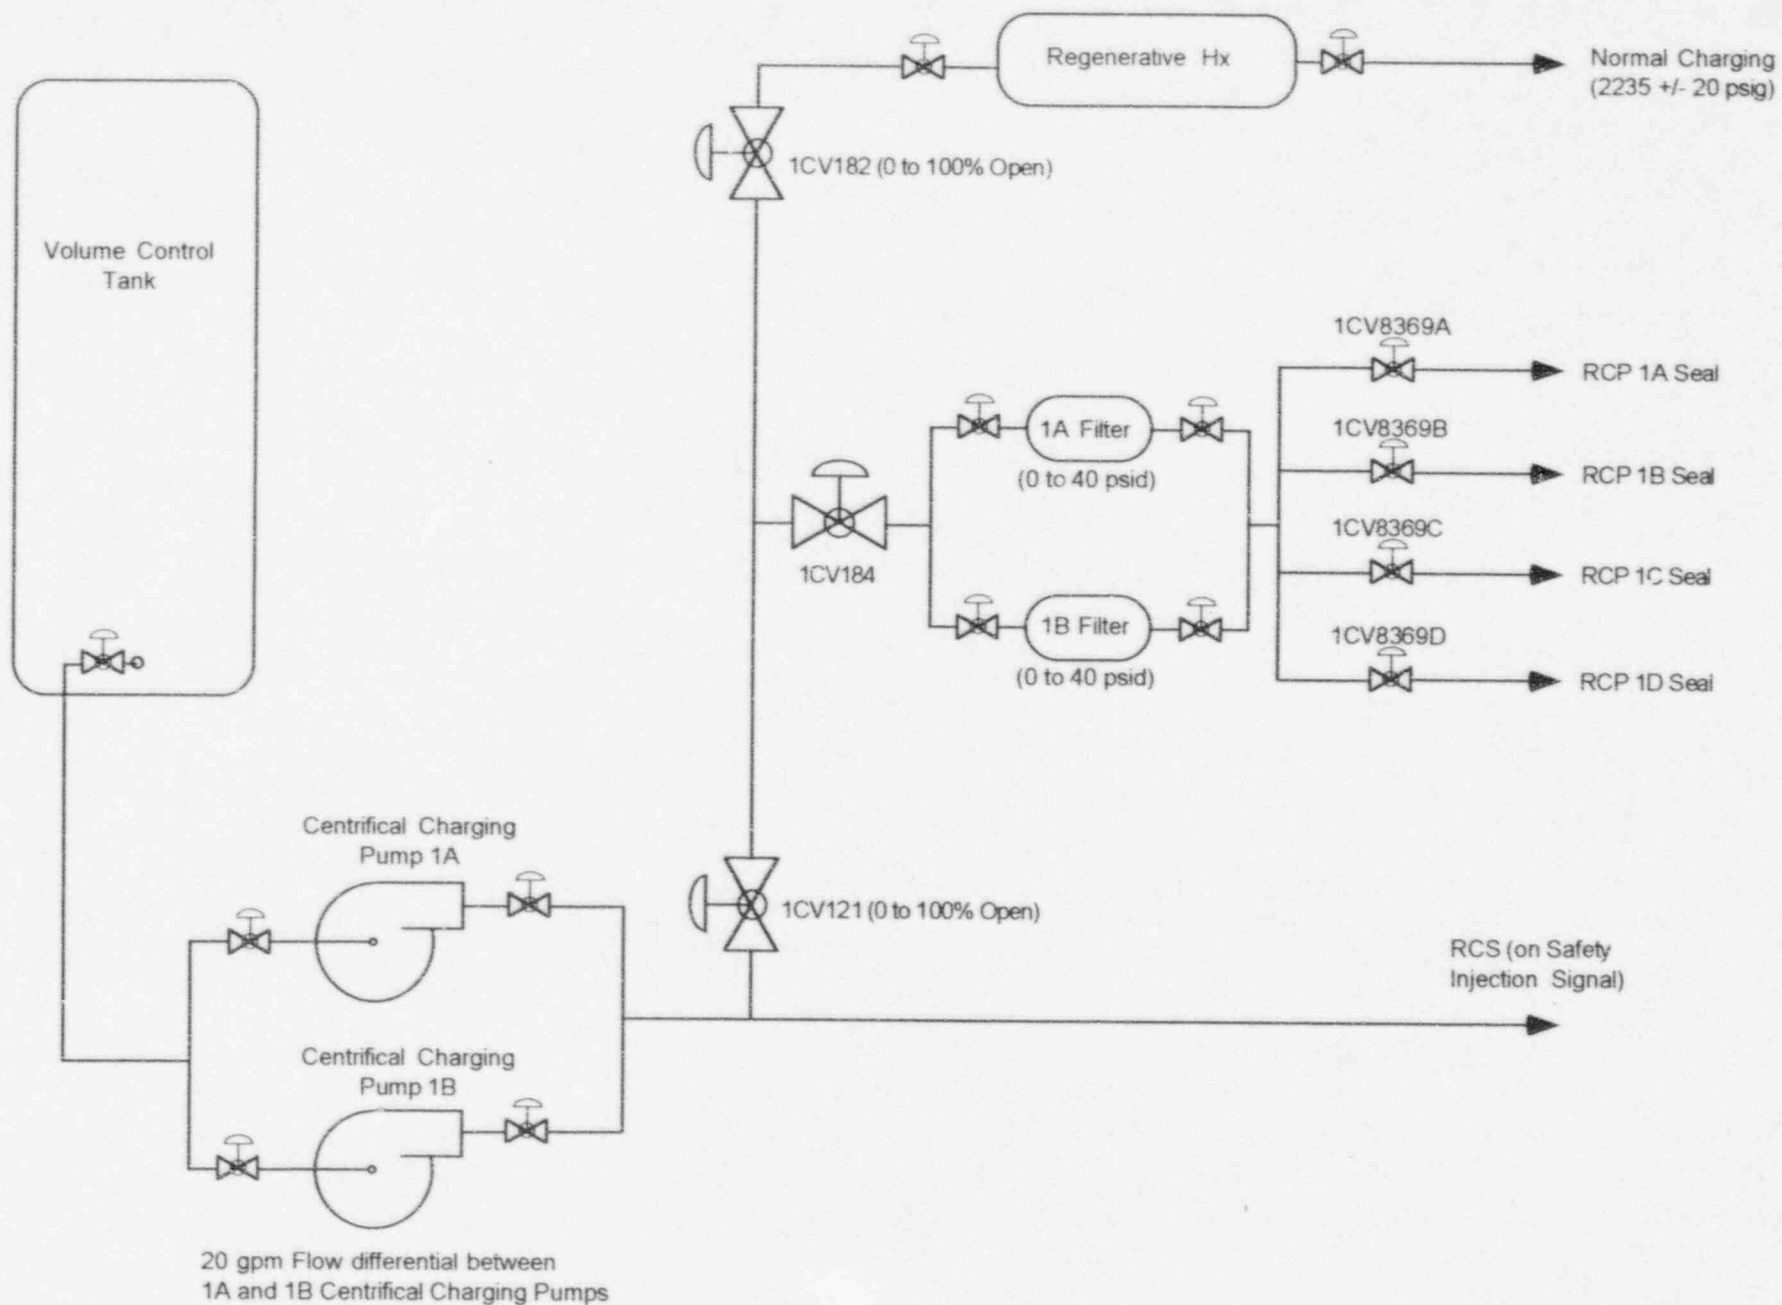 Regenerative Hx
Normal Charging
(2235 +/- 20 psig)
1CV182 (0 to 100% Open)
Volume Control
Tank
1CV8369A
RCP 1A Seal
1A Filter
(0 to 40 psid)
1CV8369B
RCP 1B Seal
1CV184
1CV8369C
RCP 1C Seal
1B Filter
(0 to 40 psid)
1CV8369D
RCP 1D Seal
Centrifical Charging
Pump 1A
1CV121 (0 to 100% Open)
RCS (on Safety
Injection Signal)
Centrifical Charging
Pump 1B
20 gpm Flow differential between
1A and 1B Centrifical Charging Pumps